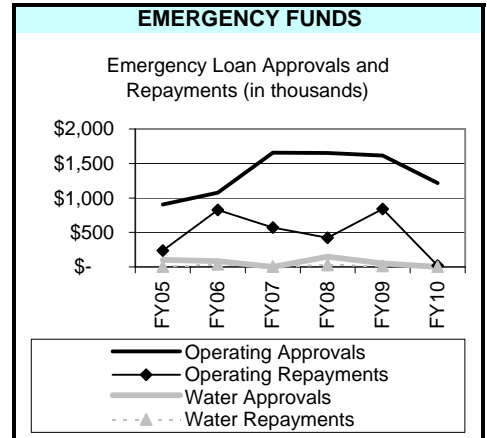 EMERGENCY FUNDS
Emergency Loan Approvals and
Repayments (in thousands)
$2,000
$1,500
$1,000
$500
$-
FY05
FY06
FY07
FY08
FY09
FY10
Operating Approvals
Operating Repayments
Water Approvals
Water Repayments